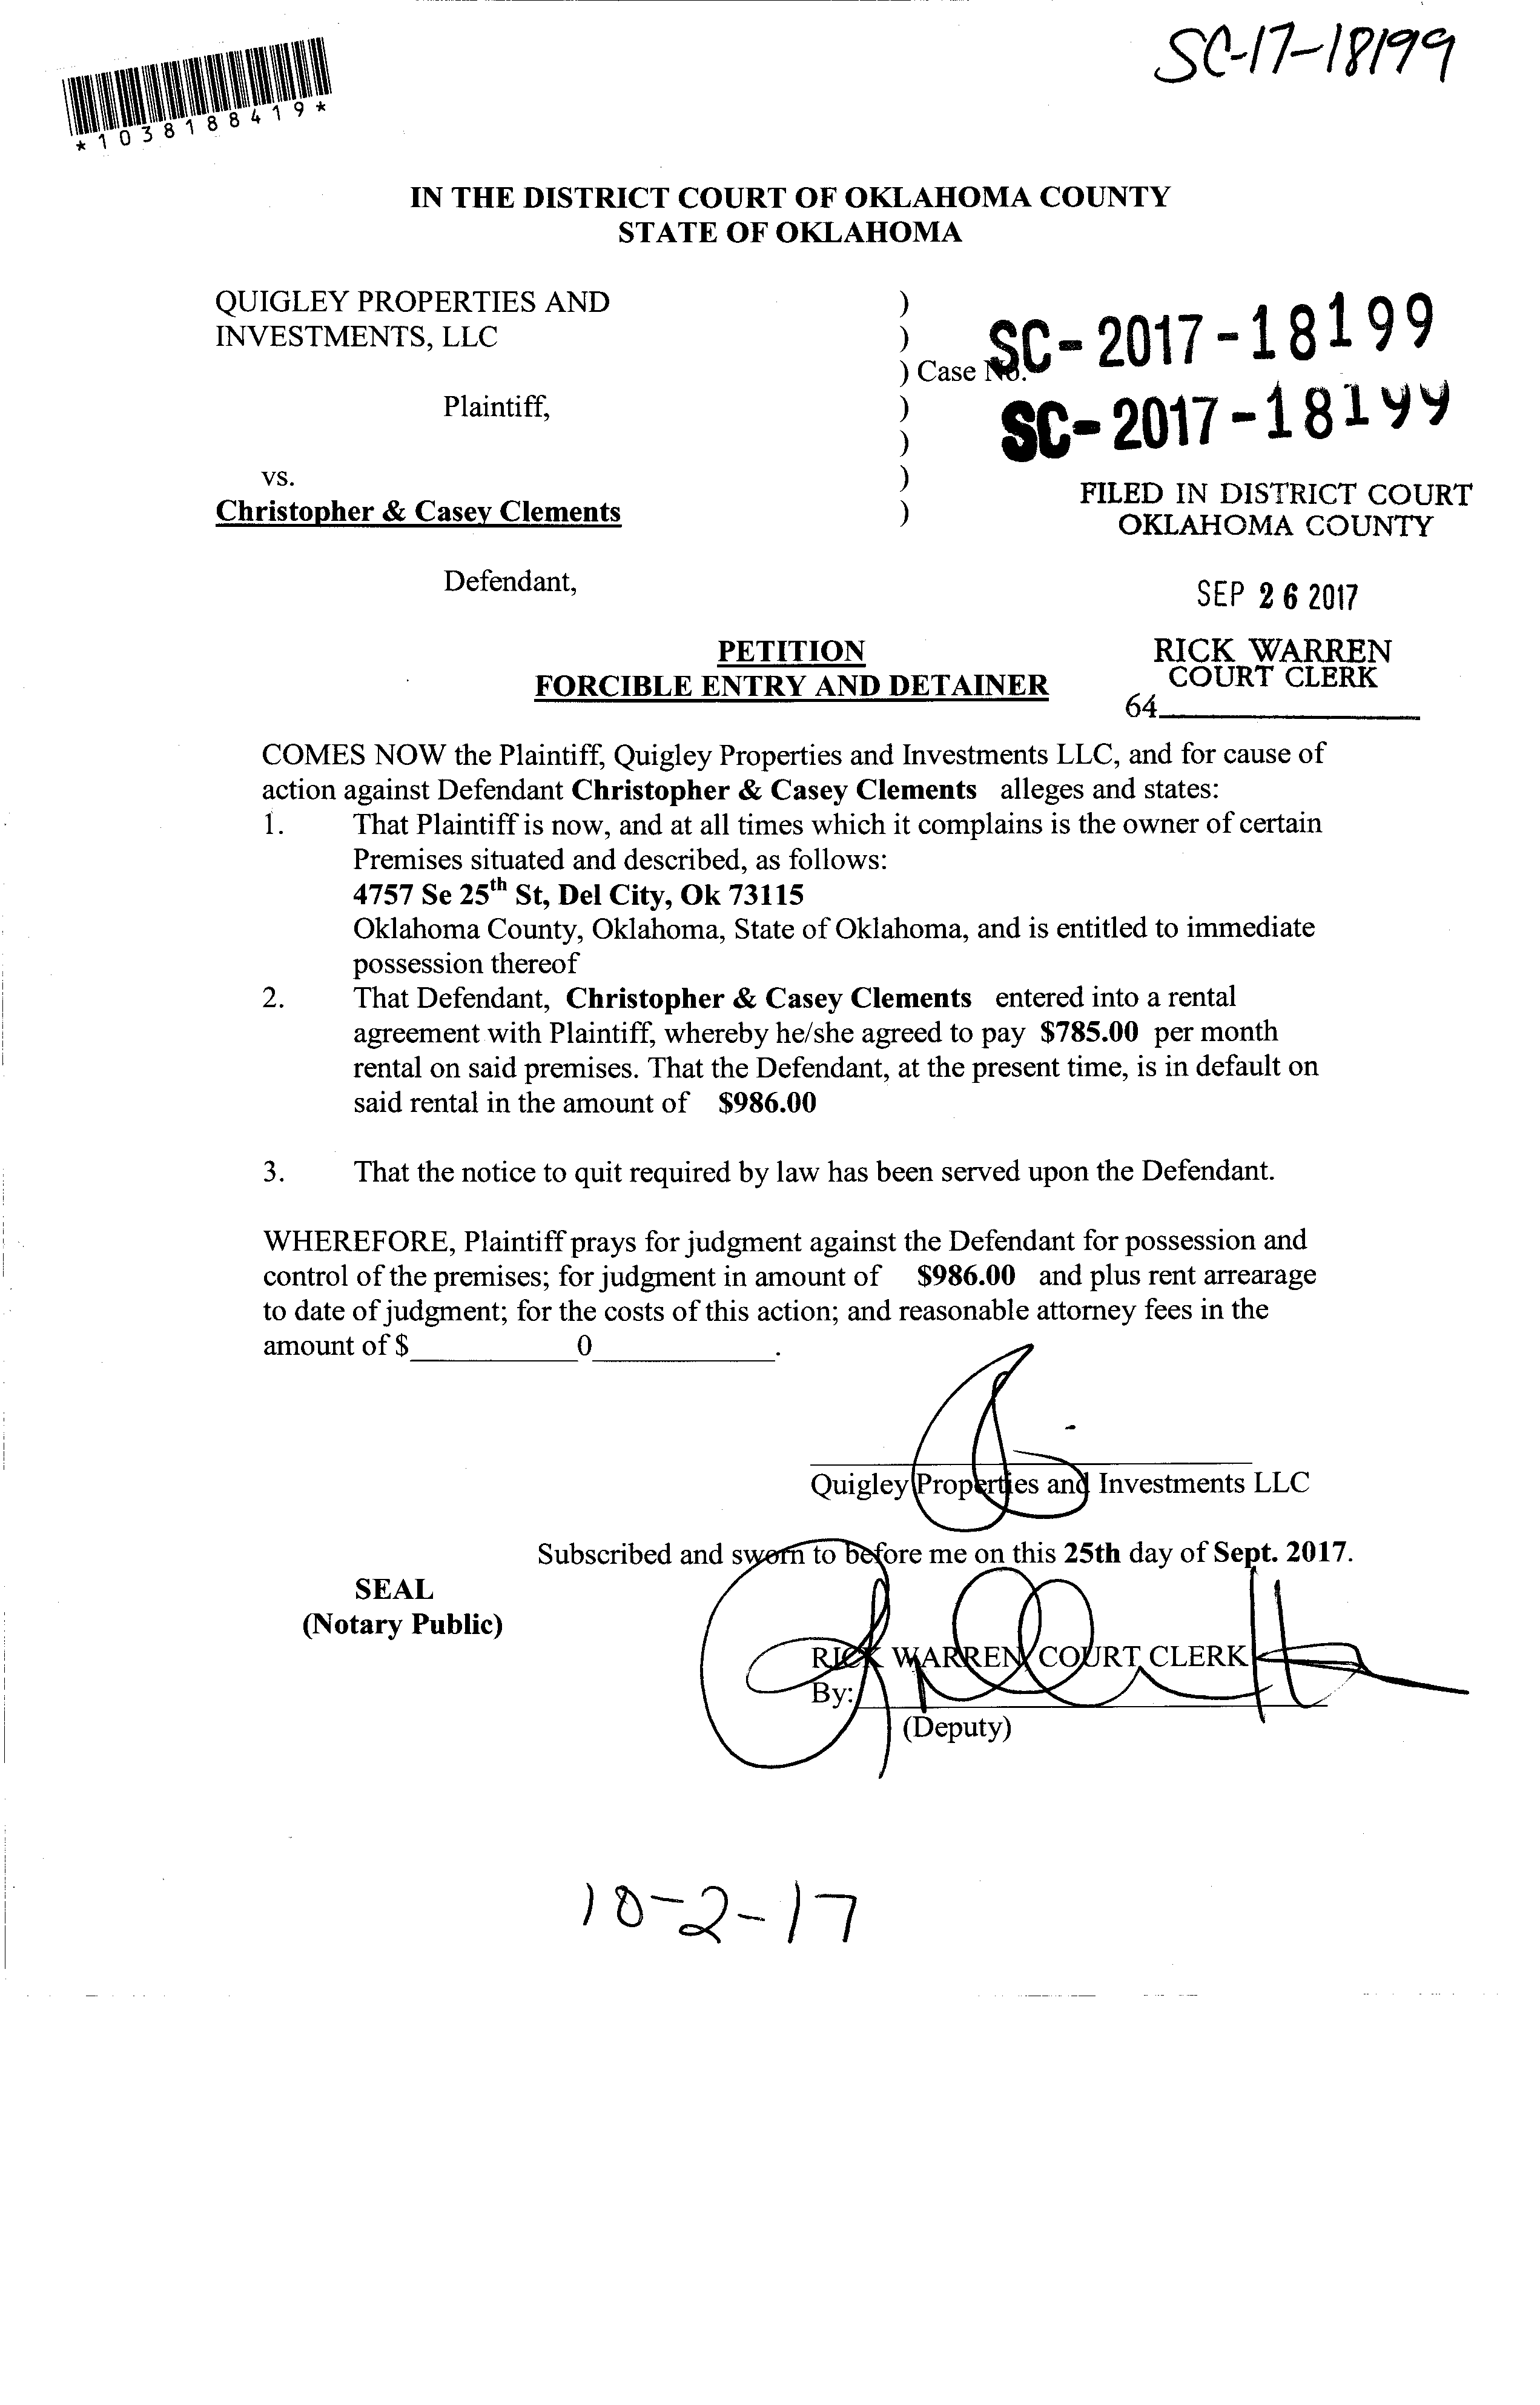 SC-17-18199
*1038188419*
IN THE DISTRICT COURT OF OKLAHOMA COUNTY
STATE OF OKLAHOMA
QUIGLEY PROPERTIES AND )
INVESTMENTS, LLC )
) Case No. SC-2017-18199
Plaintiff, )
SC-2017-18199
)
vs. )
Christopher & Casey Clements )
FILED IN DISTRICT COURT
OKLAHOMA COUNTY
Defendant,
SEP 26 2017
PETITION
FORCIBLE ENTRY AND DETAINER
RICK WARREN
COURT CLERK
64
COMES NOW the Plaintiff, Quigley Properties and Investments LLC, and for cause of
action against Defendant Christopher & Casey Clements alleges and states:
1. That Plaintiff is now, and at all times which it complains is the owner of certain
Premises situated and described, as follows:
4757 Se 25th St, Del City, Ok 73115
Oklahoma County, Oklahoma, State of Oklahoma, and is entitled to immediate
possession thereof
2. That Defendant, Christopher & Casey Clements entered into a rental
agreement with Plaintiff, whereby he/she agreed to pay $785.00 per month
rental on said premises. That the Defendant, at the present time, is in default on
said rental in the amount of $986.00
3. That the notice to quit required by law has been served upon the Defendant.
WHEREFORE, Plaintiff prays for judgment against the Defendant for possession and
control of the premises; for judgment in amount of $986.00 and plus rent arrearage
to date of judgment; for the costs of this action; and reasonable attorney fees in the
amount of $ 0 .
Quigley Properties and Investments LLC
Subscribed and sworn to before me on this 25th day of Sept. 2017.
SEAL
(Notary Public)
RICK WARREN COURT CLERK
By:
(Deputy)
10-2-17